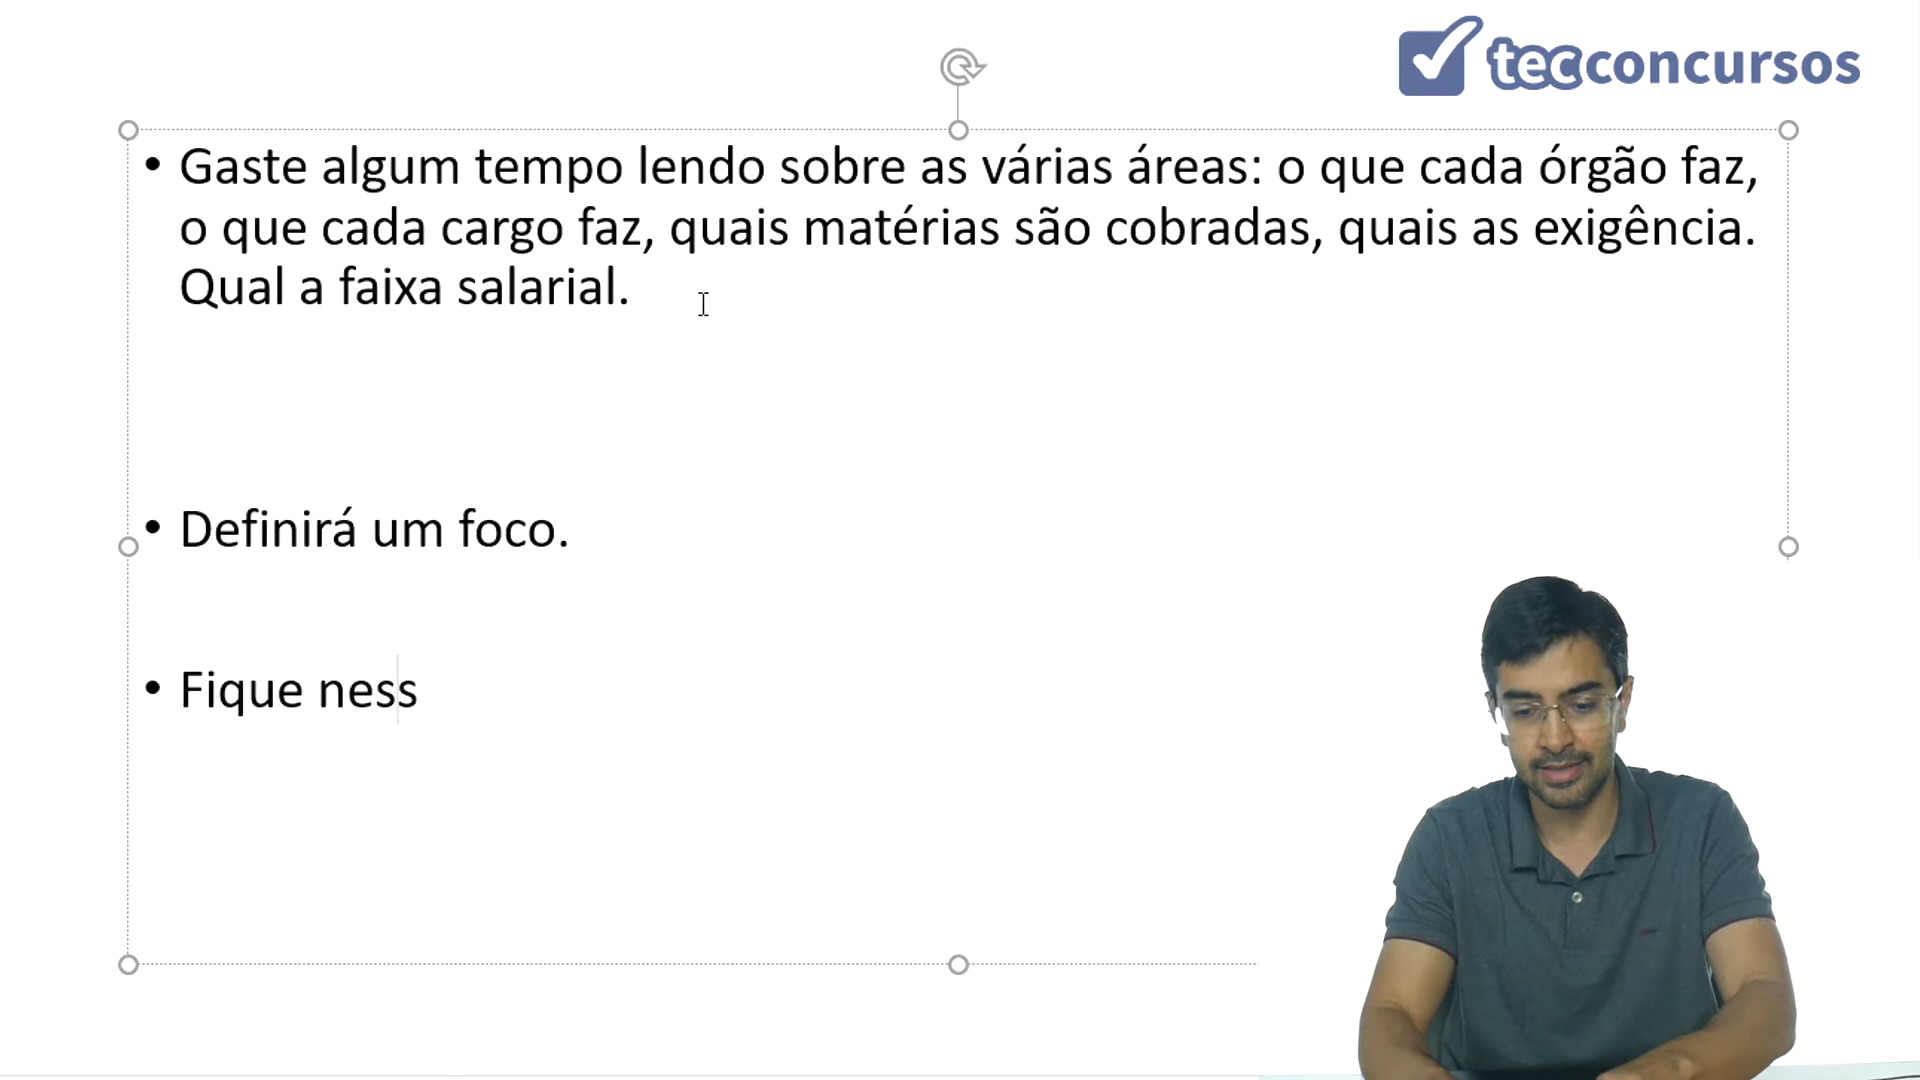 tecconcursos
• Gaste algum tempo lendo sobre as várias áreas: o que cada órgão faz,
o que cada cargo faz, quais matérias são cobradas, quais as exigência.
Qual a faixa salarial.
• Definirá um foco.
• Fique ness